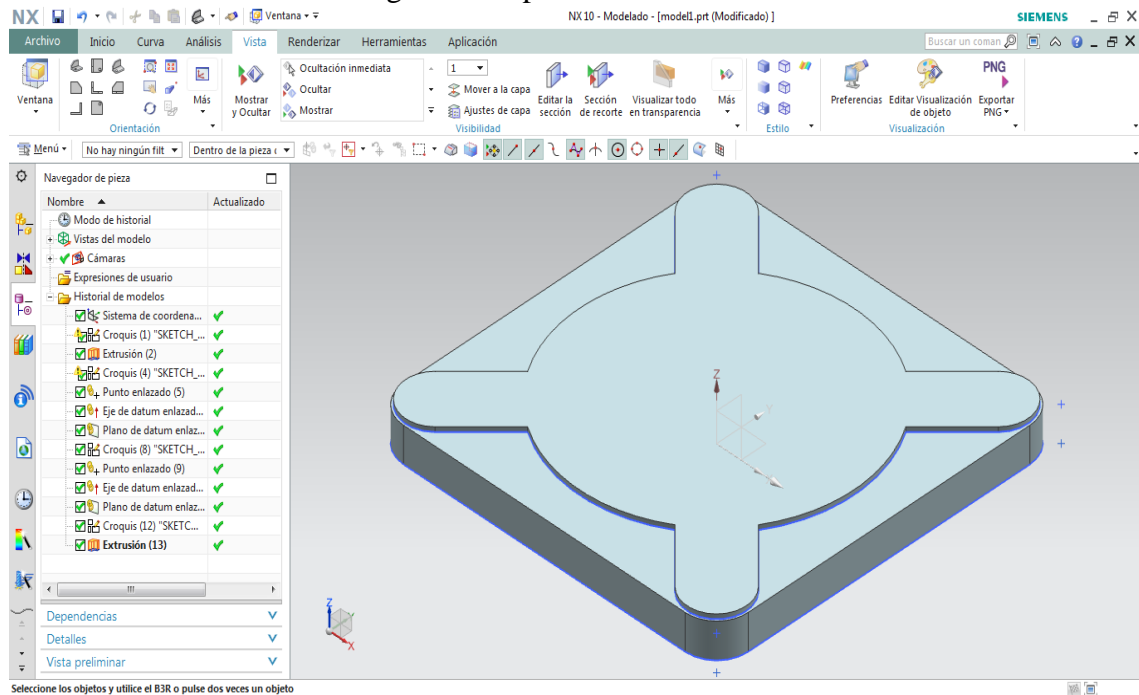 NX Ventana NX 10 - Modelado - [model1.prt (Modificado) ] SIEMENS
Archivo Inicio Curva Análisis Vista Renderizar Herramientas Aplicación Buscar un coman
Ventana Más Mostrar y Ocultar
Ocultación inmediata
Ocultar
Mostrar
1
Mover a la capa
Ajustes de capa
Editar la sección Sección de recorte Visualizar todo en transparencia Más
Preferencias Editar Visualización de objeto PNG Exportar PNG
Orientación Visibilidad Estilo Visualización
Menú No hay ningún filt Dentro de la pieza
Navegador de pieza
Nombre Actualizado
Modo de historial
Vistas del modelo
Cámaras
Expresiones de usuario
Historial de modelos
Sistema de coordena...
Croquis (1) "SKETCH_...
Extrusión (2)
Croquis (4) "SKETCH_...
Punto enlazado (5)
Eje de datum enlazad...
Plano de datum enlaz...
Croquis (8) "SKETCH_...
Punto enlazado (9)
Eje de datum enlazad...
Plano de datum enlaz...
Croquis (12) "SKETC...
Extrusión (13)
Dependencias
Detalles
Vista preliminar
Z
Z
X
Seleccione los objetos y utilice el B3R o pulse dos veces un objeto